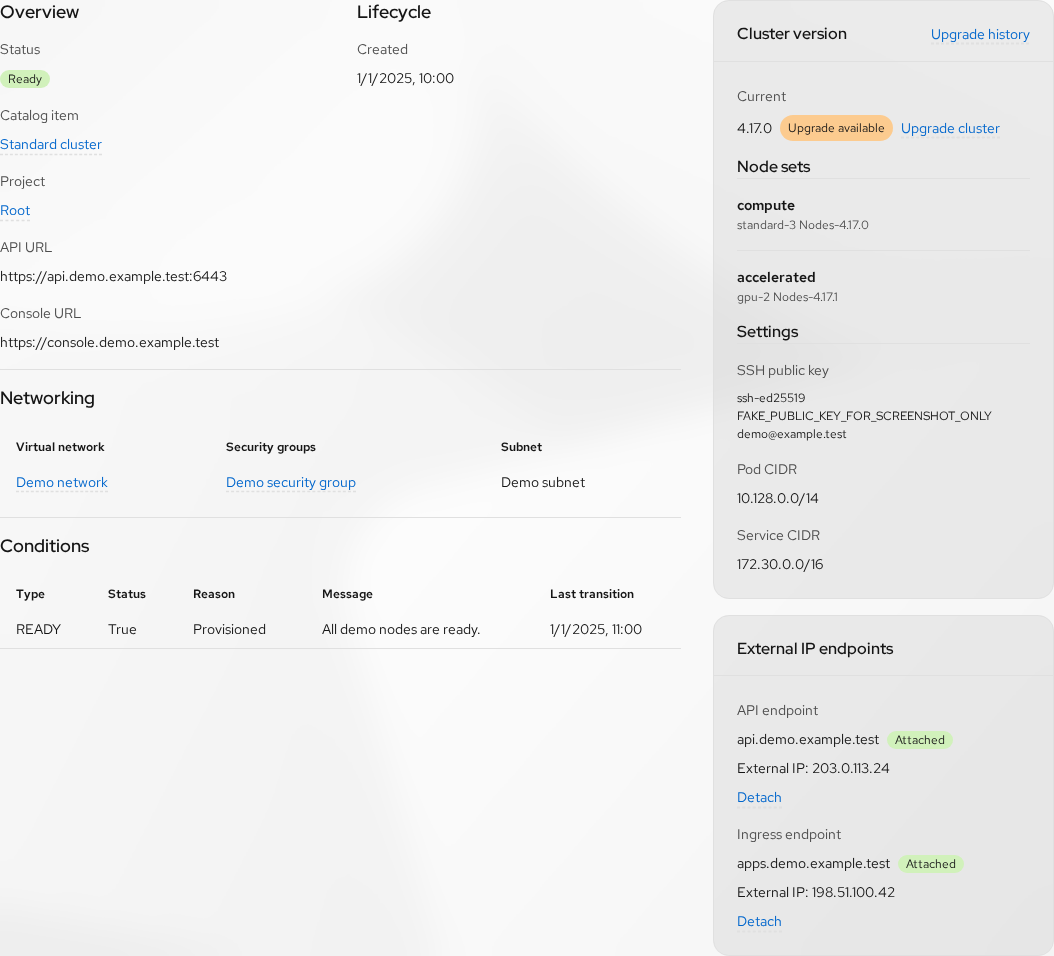 Overview
Status
Ready
Catalog item
Standard cluster
Project
Root
API URL
https://api.demo.example.test:6443
Console URL
https://console.demo.example.test
Lifecycle
Created
1/1/2025, 10:00
Networking
Virtual network Security groups Subnet
Demo network Demo security group Demo subnet
Conditions
Type Status Reason Message Last transition
READY True Provisioned All demo nodes are ready. 1/1/2025, 11:00
Cluster version Upgrade history
Current
4.17.0 Upgrade available Upgrade cluster
Node sets
compute
standard-3 Nodes-4.17.0
accelerated
gpu-2 Nodes-4.17.1
Settings
SSH public key
ssh-ed25519
FAKE_PUBLIC_KEY_FOR_SCREENSHOT_ONLY
demo@example.test
Pod CIDR
10.128.0.0/14
Service CIDR
172.30.0.0/16
External IP endpoints
API endpoint
api.demo.example.test Attached
External IP: 203.0.113.24
Detach
Ingress endpoint
apps.demo.example.test Attached
External IP: 198.51.100.42
Detach